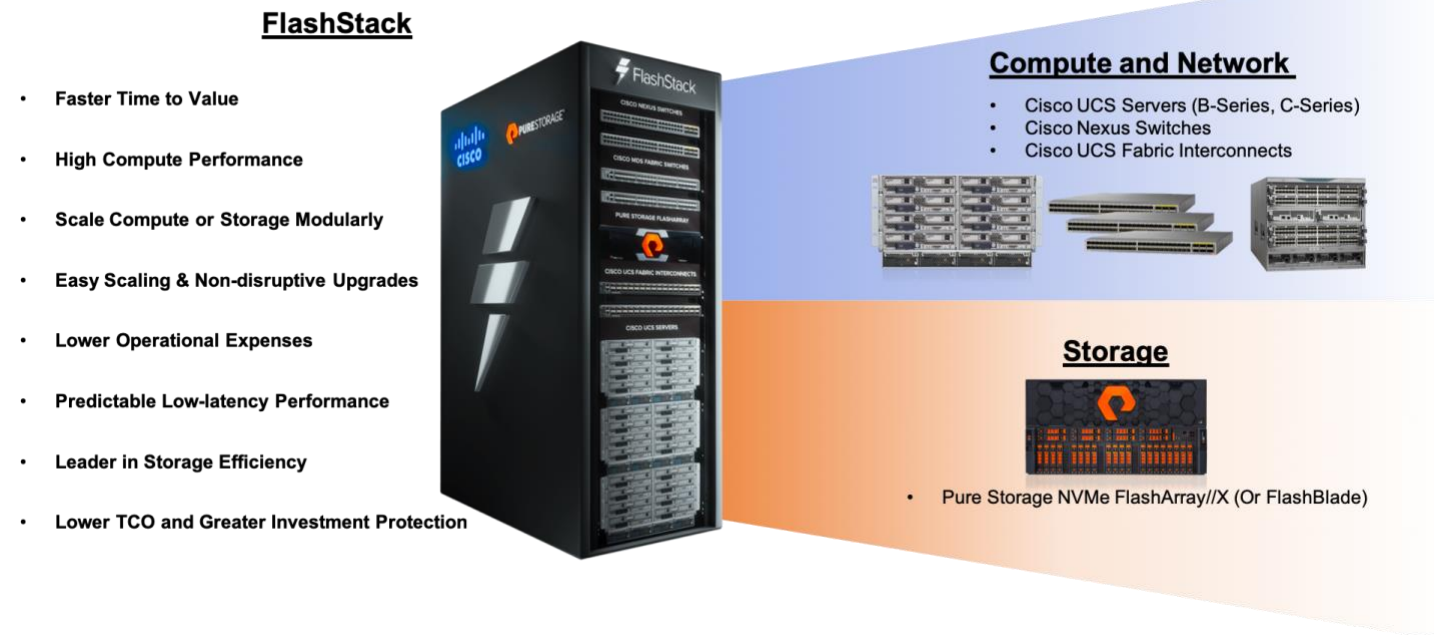 FlashStack
• Faster Time to Value
• High Compute Performance
• Scale Compute or Storage Modularly
• Easy Scaling & Non-disruptive Upgrades
• Lower Operational Expenses
• Predictable Low-latency Performance
• Leader in Storage Efficiency
• Lower TCO and Greater Investment Protection
CISCO
PURESTORAGE®
FlashStack
CISCO NEXUS SWITCHES
CISCO MDS FABRIC SWITCHES
PURE STORAGE FLASHARRAY
CISCO UCS FABRIC INTERCONNECTS
CISCO UCS SERVERS
Compute and Network
• Cisco UCS Servers (B-Series, C-Series)
• Cisco Nexus Switches
• Cisco UCS Fabric Interconnects
Storage
• Pure Storage NVMe FlashArray//X (Or FlashBlade)